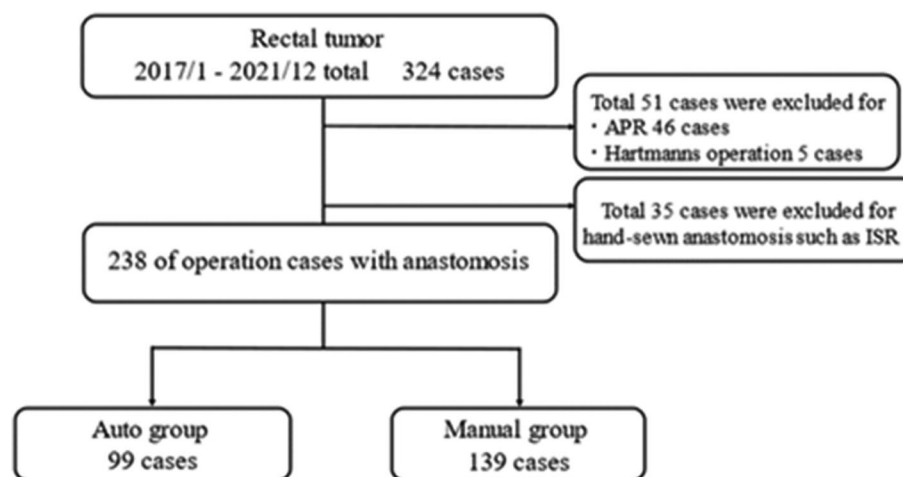 Rectal tumor
2017/1 - 2021/12 total 324 cases
Total 51 cases were excluded for
・APR 46 cases
・Hartmanns operation 5 cases
Total 35 cases were excluded for
hand-sewn anastomosis such as ISR
238 of operation cases with anastomosis
Auto group
99 cases
Manual group
139 cases